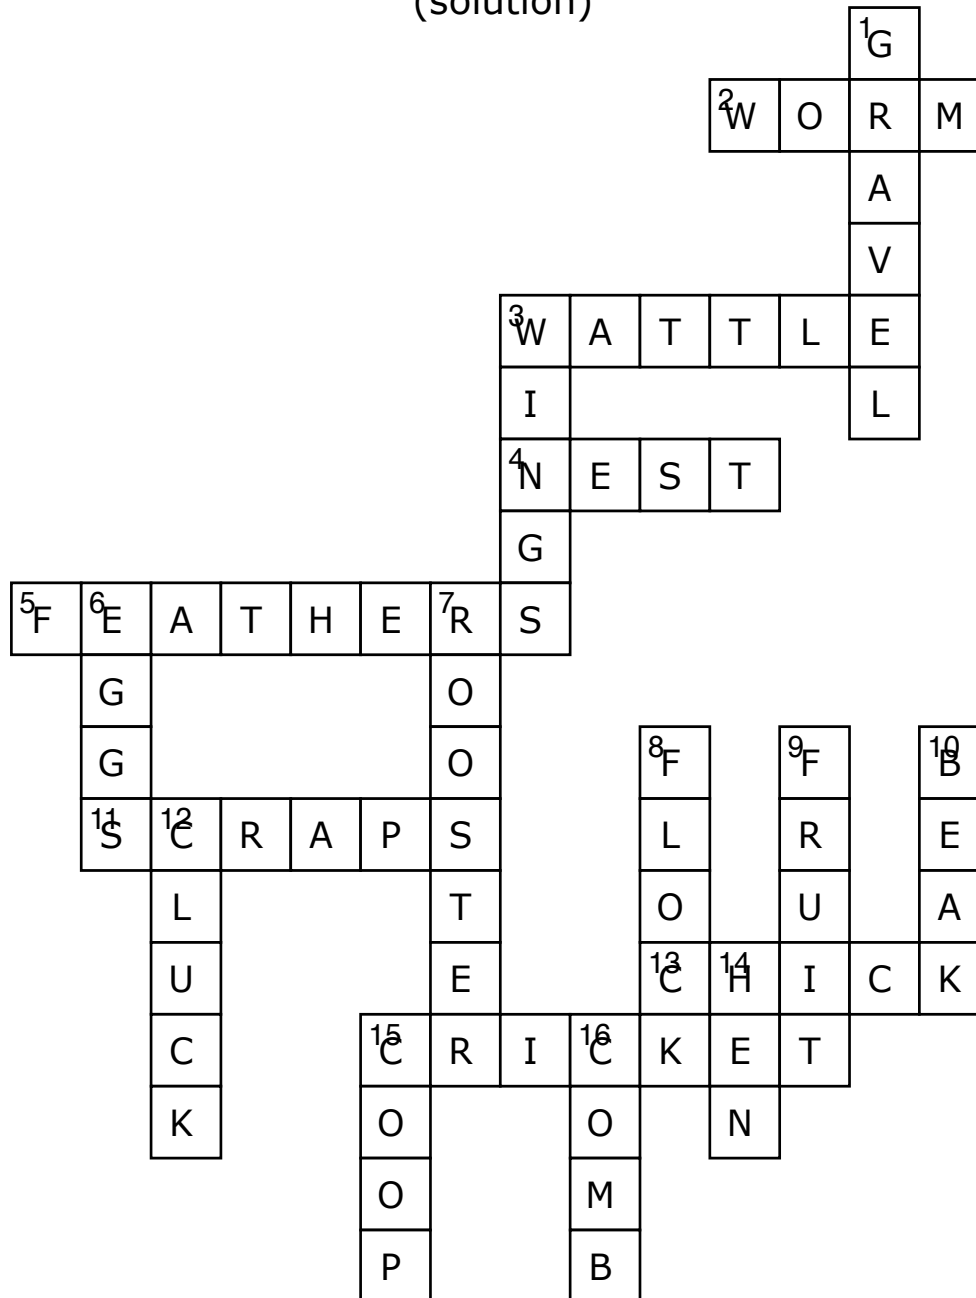 (solution)
1G
2W O R M
A
V
3W A T T L E
I L
4N E S T
G
5F 6E A T H E 7R S
G O
G O 8F 9F 10B
11S 12C R A P S L R E
L T O U A
U E 13C 14H I C K
C 15C R I 16C K E T
K O O N
O M
P B